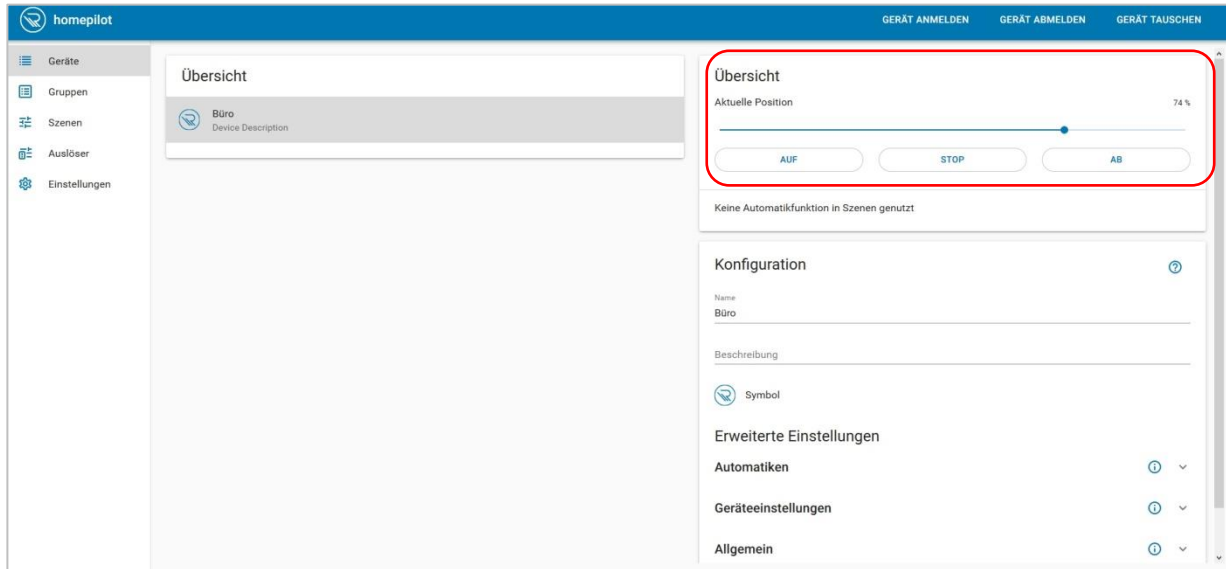 homepilot
GERÄT ANMELDEN GERÄT ABMELDEN GERÄT TAUSCHEN
Geräte
Gruppen
Szenen
Auslöser
Einstellungen
Übersicht
Büro
Device Description
Übersicht
Aktuelle Position 74 %
AUF STOP AB
Keine Automatikfunktion in Szenen genutzt
Konfiguration
Name
Büro
Beschreibung
Symbol
Erweiterte Einstellungen
Automatiken
Geräteeinstellungen
Allgemein